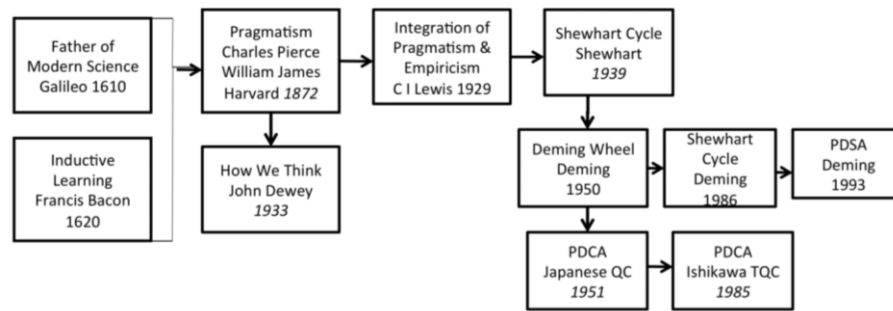 Father of
Modern Science
Galileo 1610
Inductive
Learning
Francis Bacon
1620
Pragmatism
Charles Pierce
William James
Harvard 1872
How We Think
John Dewey
1933
Integration of
Pragmatism &
Empiricism
C I Lewis 1929
Shewhart Cycle
Shewhart
1939
Deming Wheel
Deming
1950
Shewhart
Cycle
Deming
1986
PDSA
Deming
1993
PDCA
Japanese QC
1951
PDCA
Ishikawa TQC
1985